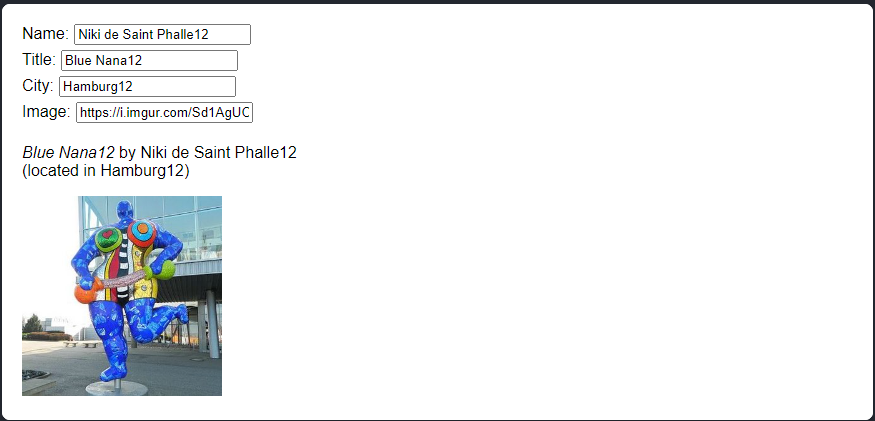 Name: Niki de Saint Phalle12
Title: Blue Nana12
City: Hamburg12
Image: https://i.imgur.com/Sd1AgUO
Blue Nana12 by Niki de Saint Phalle12
(located in Hamburg12)